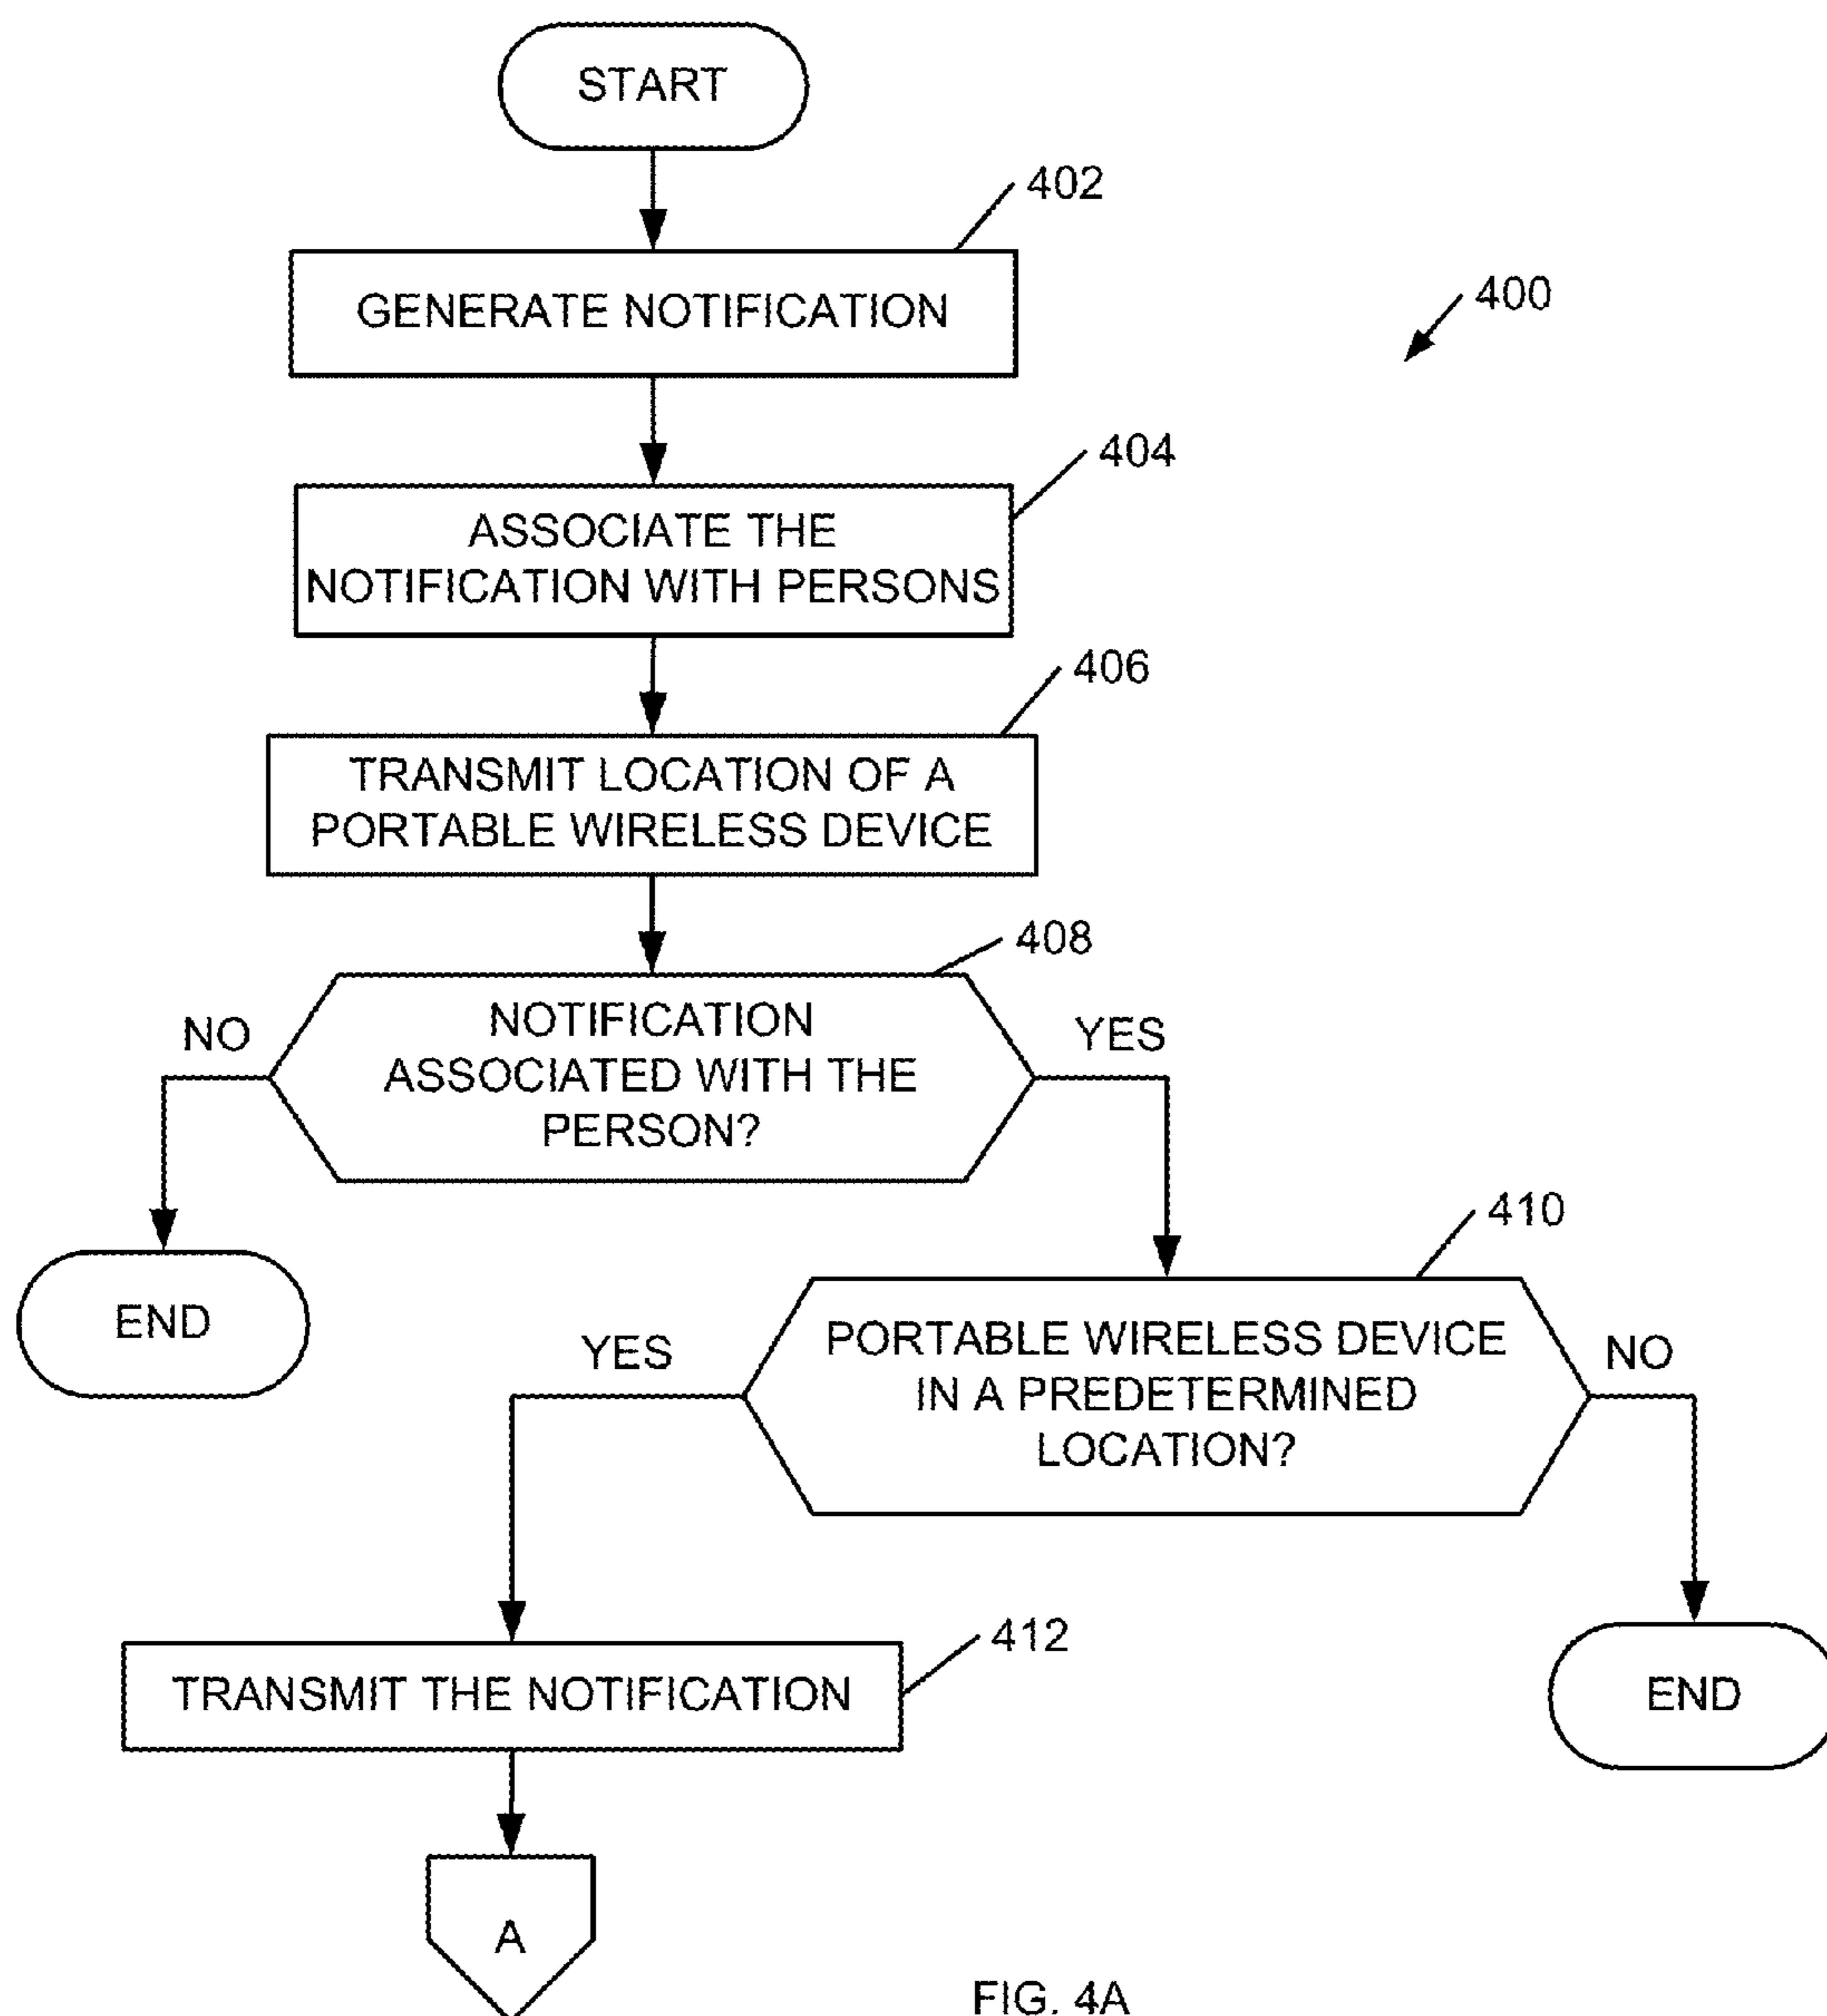 START
402
GENERATE NOTIFICATION
400
404
ASSOCIATE THE
NOTIFICATION WITH PERSONS
406
TRANSMIT LOCATION OF A
PORTABLE WIRELESS DEVICE
408
NOTIFICATION
ASSOCIATED WITH THE
PERSON?
NO
YES
410
END
PORTABLE WIRELESS DEVICE
IN A PREDETERMINED
LOCATION?
YES
NO
412
TRANSMIT THE NOTIFICATION
END
A
FIG. 4A